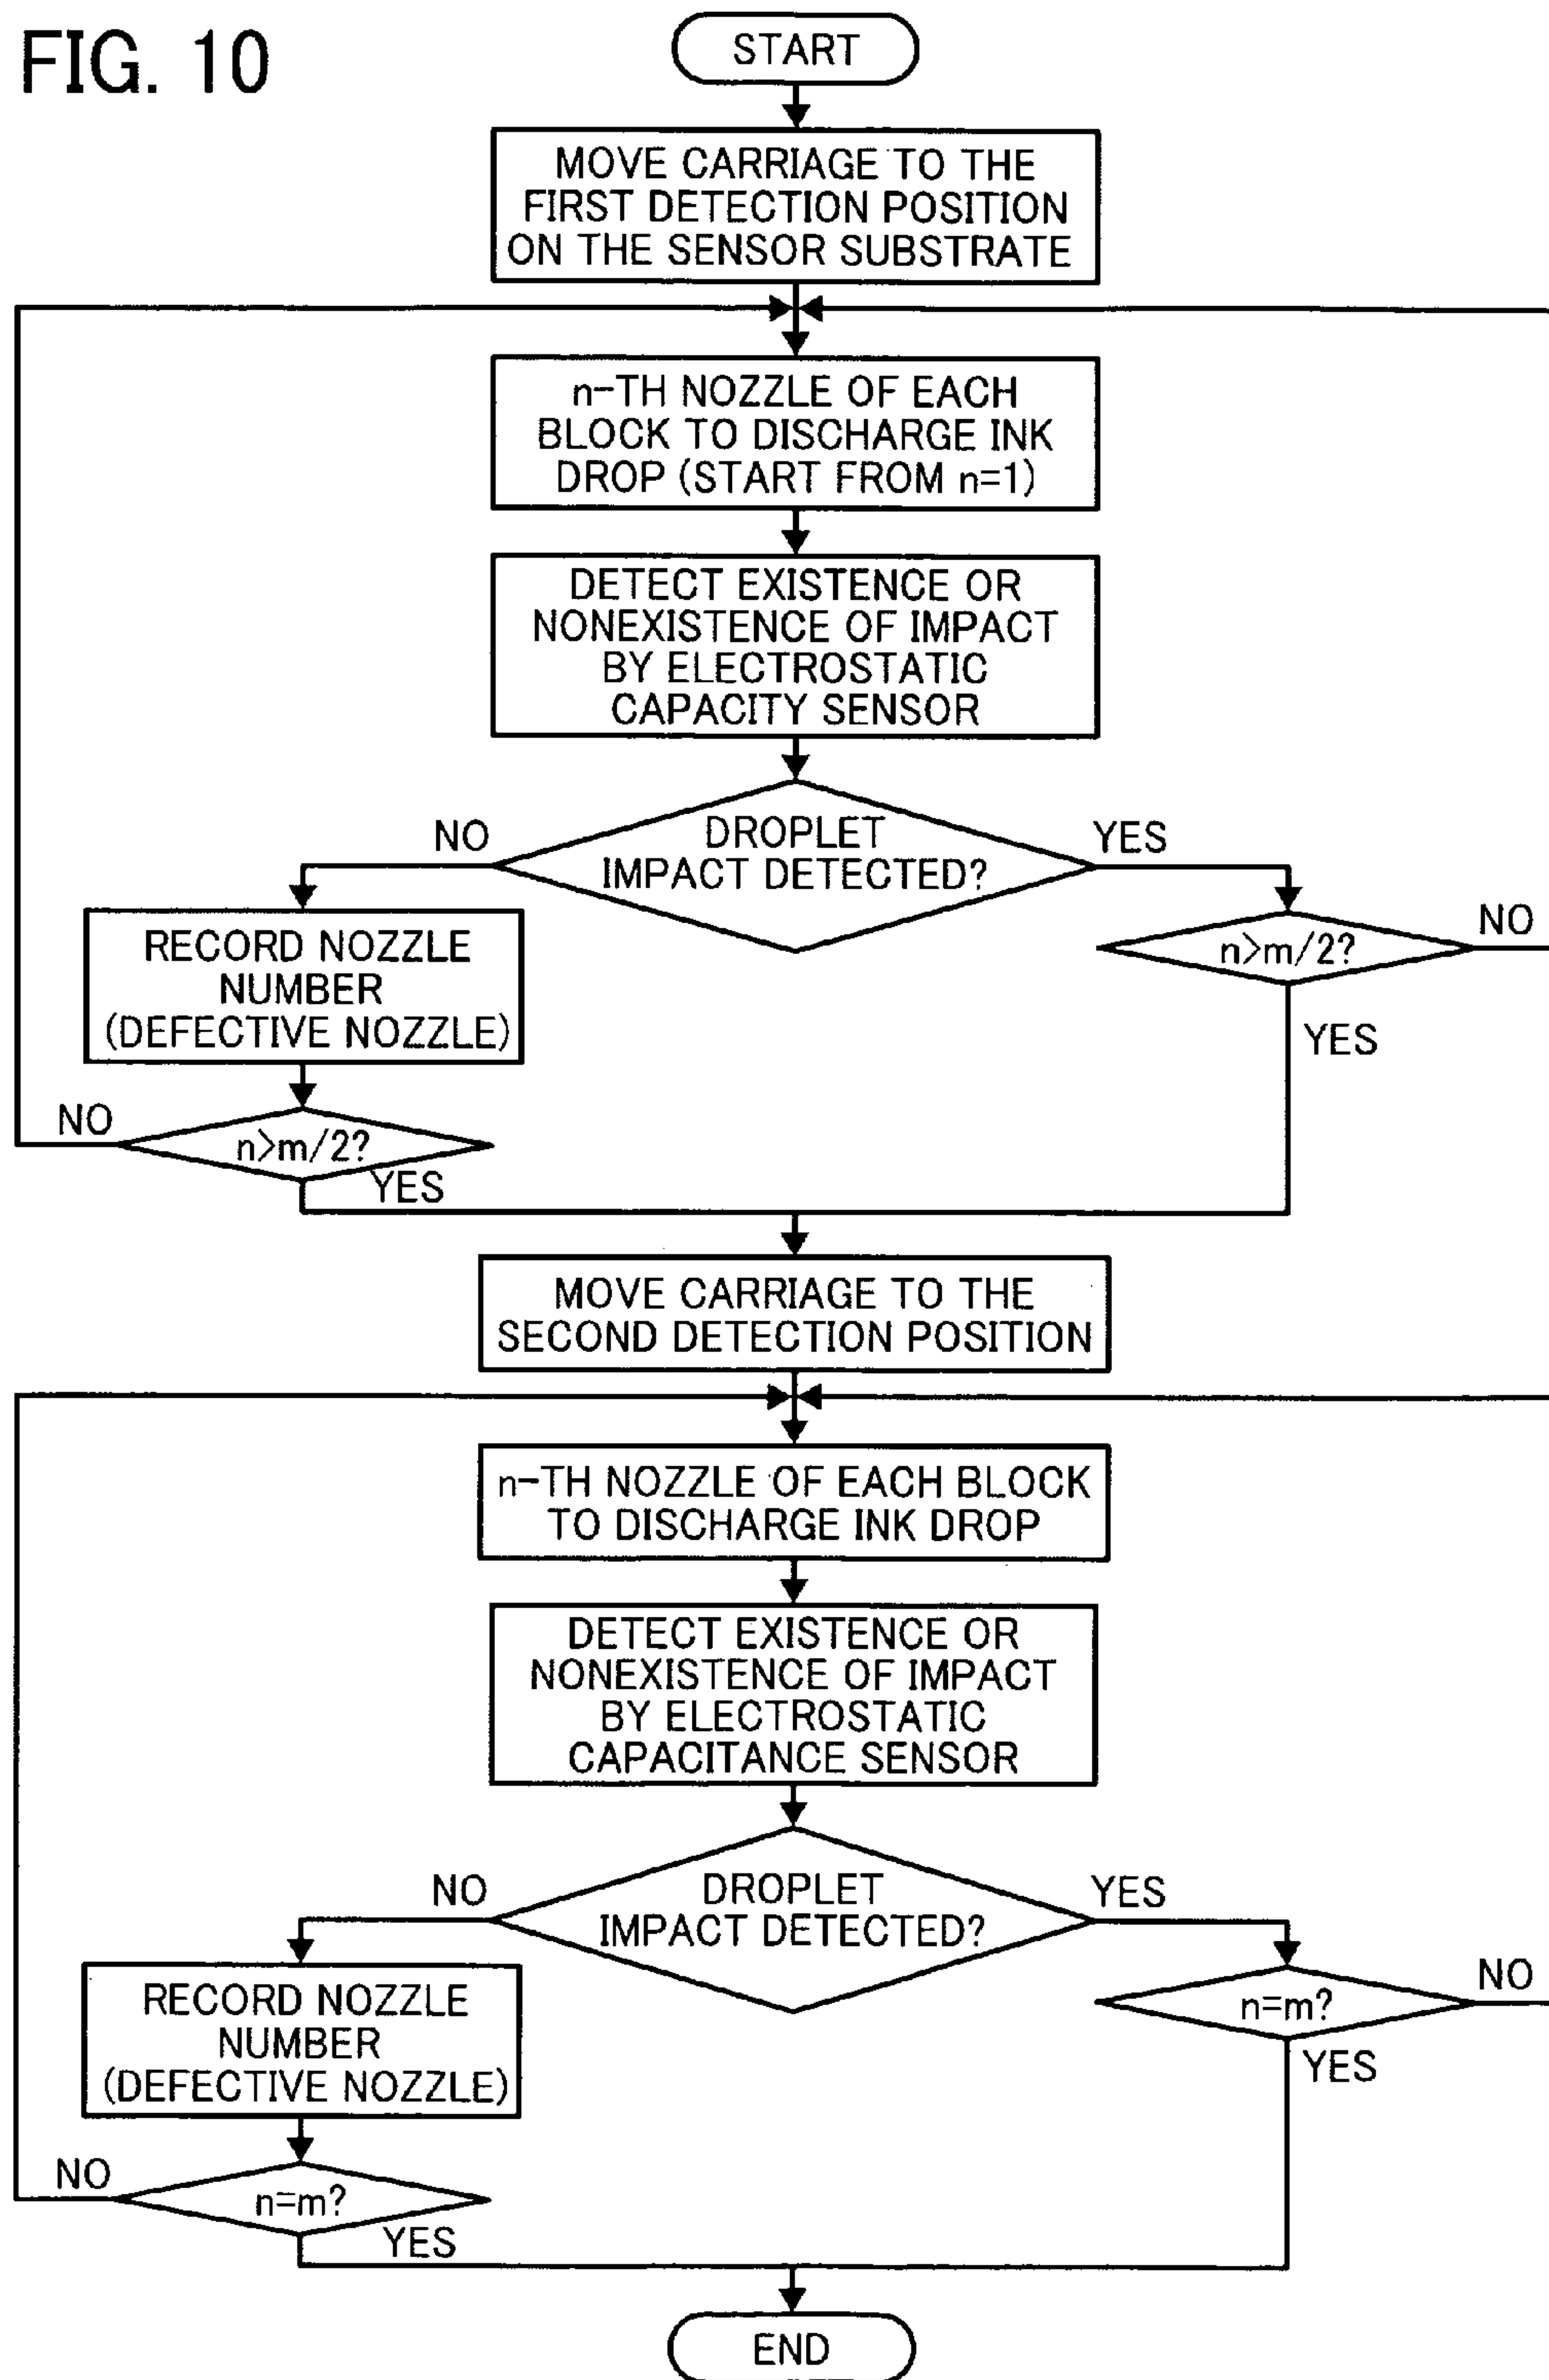 FIG. 10
START
MOVE CARRIAGE TO THE
FIRST DETECTION POSITION
ON THE SENSOR SUBSTRATE
n-TH NOZZLE OF EACH
BLOCK TO DISCHARGE INK
DROP (START FROM n=1)
DETECT EXISTENCE OR
NONEXISTENCE OF IMPACT
BY ELECTROSTATIC
CAPACITY SENSOR
DROPLET
IMPACT DETECTED?
NO
YES
RECORD NOZZLE
NUMBER
(DEFECTIVE NOZZLE)
n>m/2?
NO
YES
n>m/2?
NO
YES
MOVE CARRIAGE TO THE
SECOND DETECTION POSITION
n-TH NOZZLE OF EACH BLOCK
TO DISCHARGE INK DROP
DETECT EXISTENCE OR
NONEXISTENCE OF IMPACT
BY ELECTROSTATIC
CAPACITANCE SENSOR
DROPLET
IMPACT DETECTED?
NO
YES
RECORD NOZZLE
NUMBER
(DEFECTIVE NOZZLE)
n=m?
NO
YES
n=m?
NO
YES
END